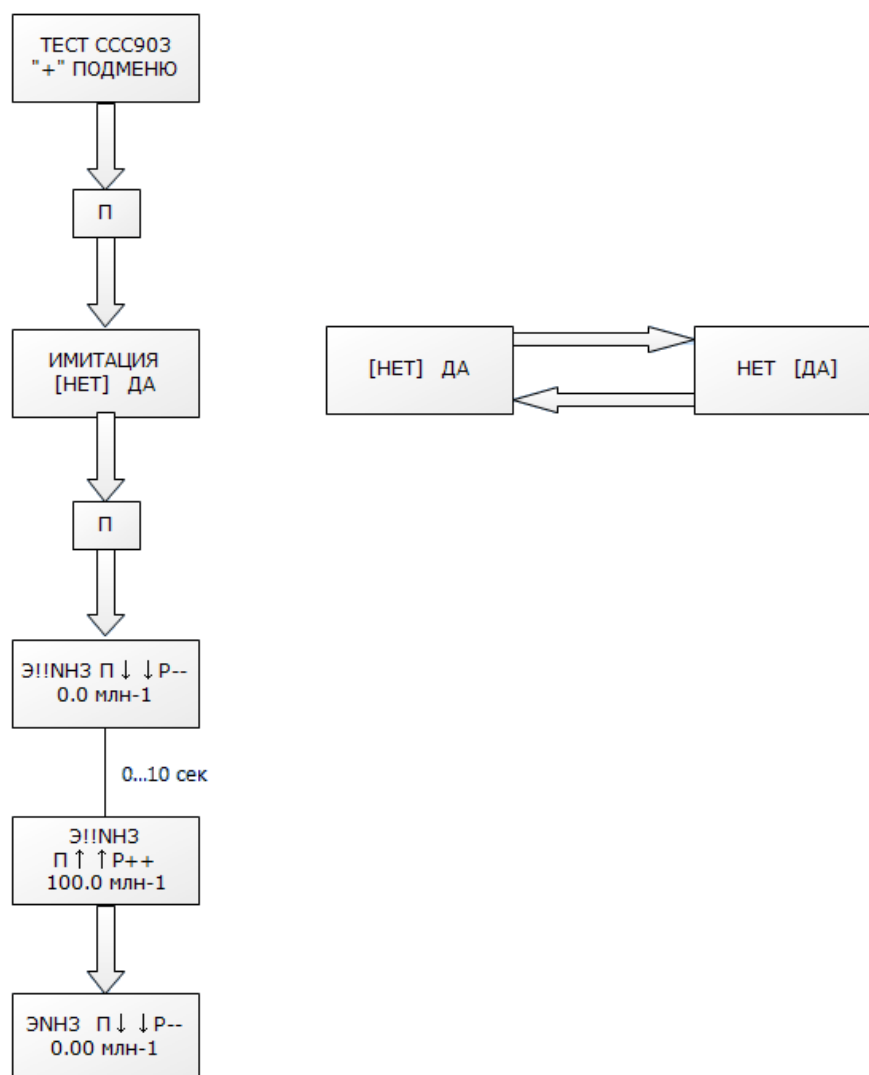 ТЕСТ ССС903
"+" ПОДМЕНЮ
П
ИМИТАЦИЯ
[НЕТ] ДА
[НЕТ] ДА
НЕТ [ДА]
П
Э!!NH3 П↓ ↓Р--
0.0 млн-1
0...10 сек
Э!!NH3
П↑ ↑Р++
100.0 млн-1
ЭNH3 П↓ ↓Р--
0.00 млн-1